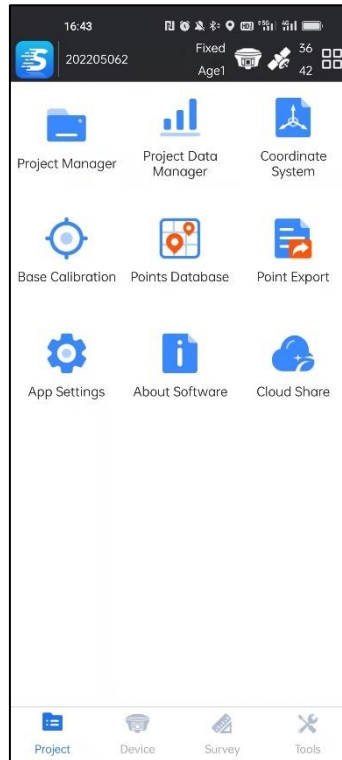 16:43
202205062
Fixed
Age1
36
42
Project Manager
Project Data
Manager
Coordinate
System
Base Calibration
Points Database
Point Export
App Settings
About Software
Cloud Share
Project
Device
Survey
Tools